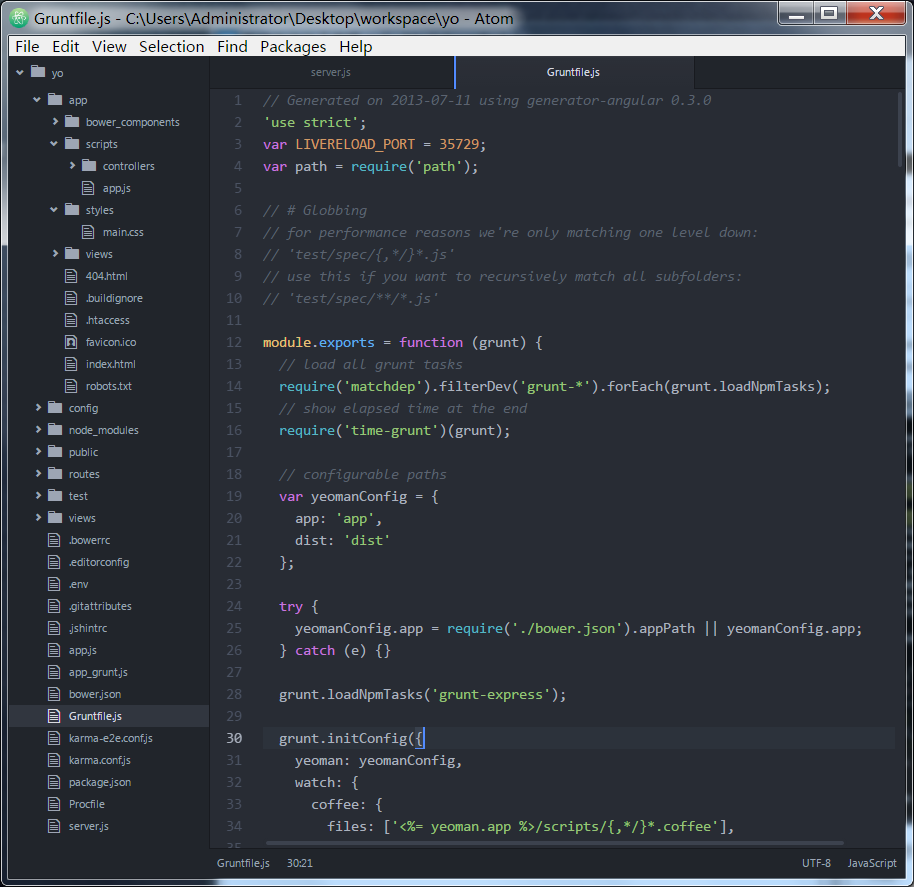 Gruntfile.js - C:\Users\Administrator\Desktop\workspace\yo - Atom
File Edit View Selection Find Packages Help
yo
app
bower_components
scripts
controllers
app.js
styles
main.css
views
404.html
.buildignore
.htaccess
favicon.ico
index.html
robots.txt
config
node_modules
public
routes
test
views
.bowerrc
.editorconfig
.env
.gitattributes
.jshintrc
app.js
app_grunt.js
bower.json
Gruntfile.js
karma-e2e.conf.js
karma.conf.js
package.json
Procfile
server.js
server.js Gruntfile.js
1 // Generated on 2013-07-11 using generator-angular 0.3.0
2 'use strict';
3 var LIVERELOAD_PORT = 35729;
4 var path = require('path');
5
6 // # Globbing
7 // for performance reasons we're only matching one level down:
8 // 'test/spec/{,*/}*.js'
9 // use this if you want to recursively match all subfolders:
10 // 'test/spec/**/*.js'
11
12 module.exports = function (grunt) {
13 // load all grunt tasks
14 require('matchdep').filterDev('grunt-*').forEach(grunt.loadNpmTasks);
15 // show elapsed time at the end
16 require('time-grunt')(grunt);
17
18 // configurable paths
19 var yeomanConfig = {
20 app: 'app',
21 dist: 'dist'
22 };
23
24 try {
25 yeomanConfig.app = require('./bower.json').appPath || yeomanConfig.app;
26 } catch (e) {}
27
28 grunt.loadNpmTasks('grunt-express');
29
30 grunt.initConfig({
31 yeoman: yeomanConfig,
32 watch: {
33 coffee: {
34 files: ['<%= yeoman.app %>/scripts/{,*/}*.coffee'],
35
Gruntfile.js 30:21 UTF-8 JavaScript